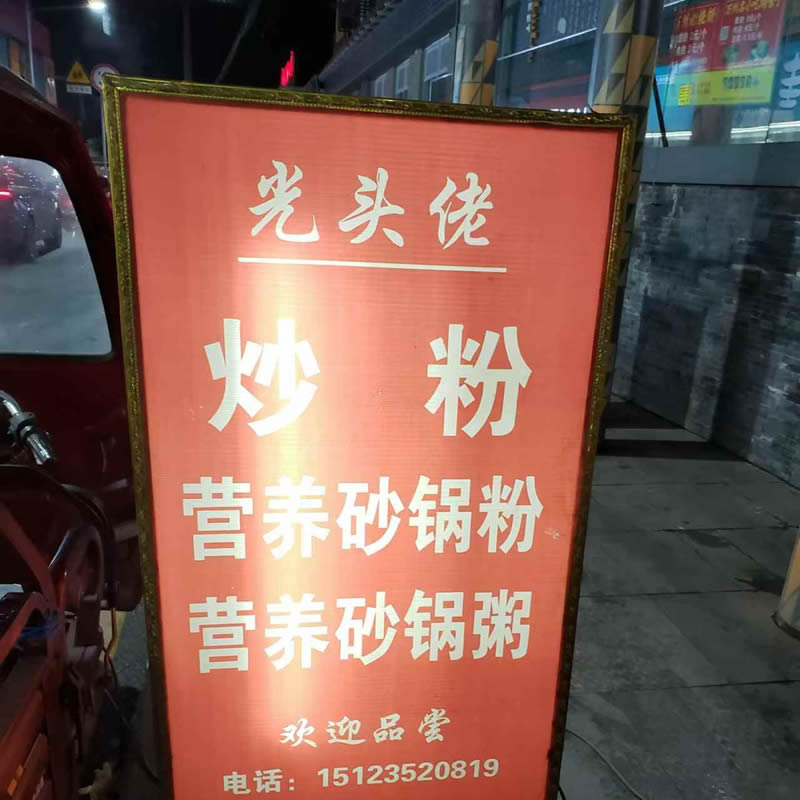 光头佬
炒粉
营养砂锅粉
营养砂锅粥
欢迎品尝
电话：15123520819